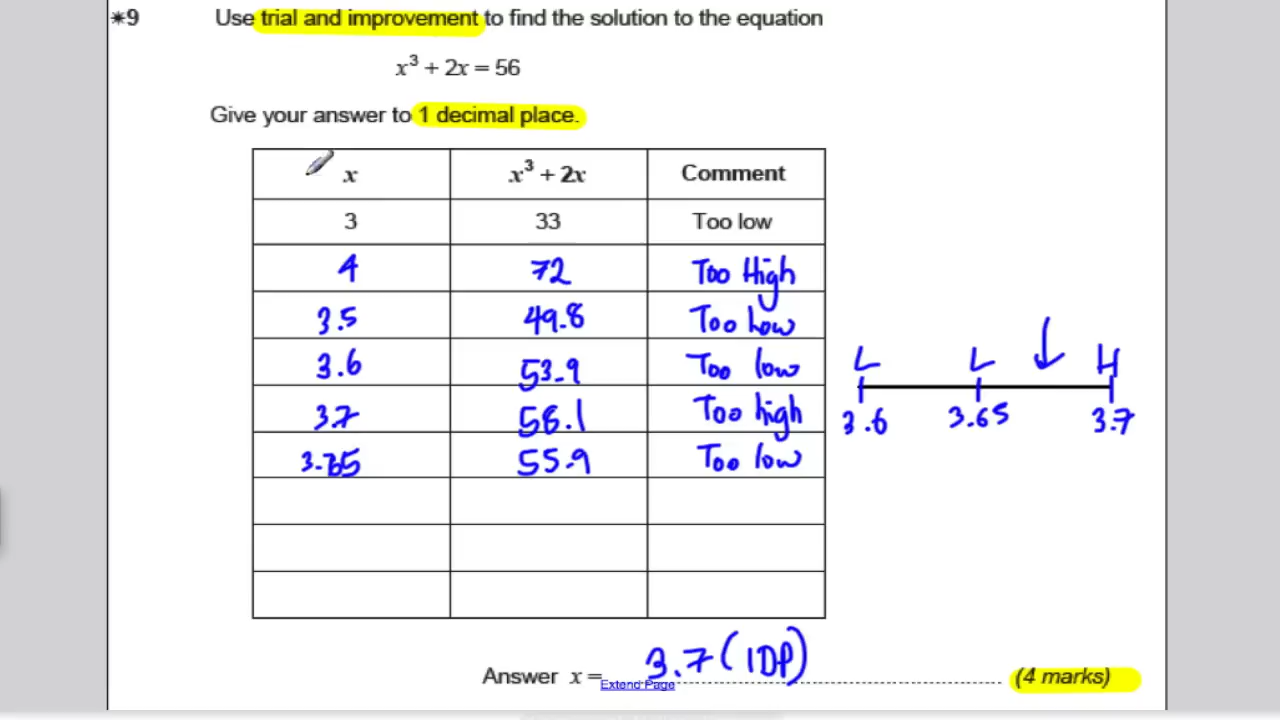 *9 Use trial and improvement to find the solution to the equation
x³ + 2x = 56
Give your answer to 1 decimal place.
x x³ + 2x Comment
3 33 Too low
4 72 Too High
3.5 49.8 Too Low
3.6 53.9 Too low
3.7 58.1 Too high
3.65 55.9 Too low
L L H
3.6 3.65 3.7
Answer x = 3.7 (1DP) (4 marks)
Extend Page